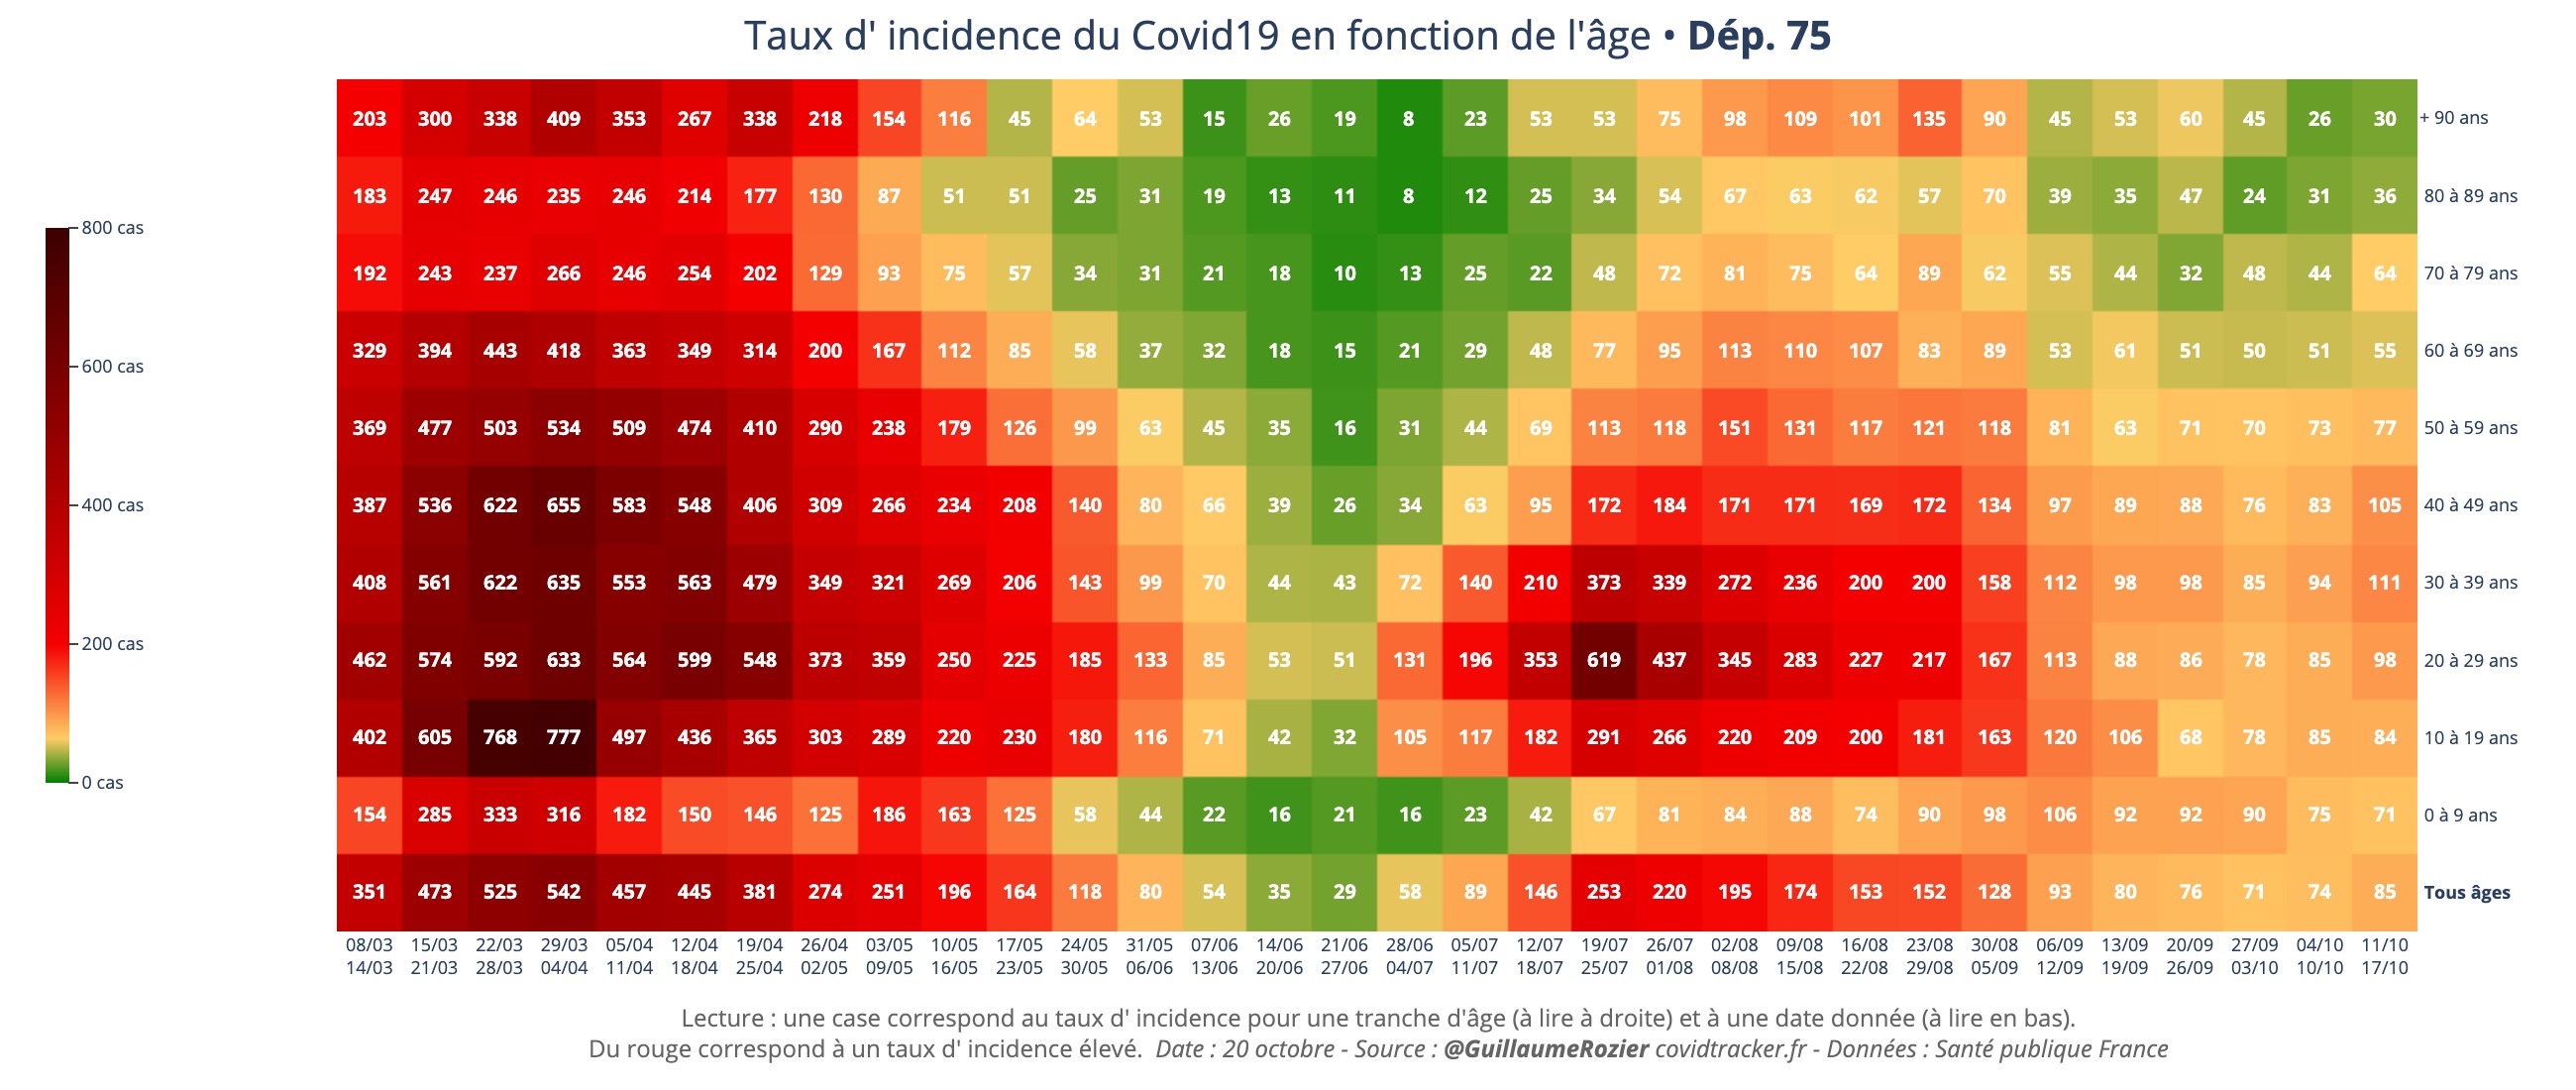 Taux d' incidence du Covid19 en fonction de l'âge • Dép. 75
800 cas
600 cas
400 cas
200 cas
0 cas
203 300 338 409 353 267 338 218 154 116 45 64 53 15 26 19 8 23 53 53 75 98 109 101 135 90 45 53 60 45 26 30 + 90 ans
183 247 246 235 246 214 177 130 87 51 51 25 31 19 13 11 8 12 25 34 54 67 63 62 57 70 39 35 47 24 31 36 80 à 89 ans
192 243 237 266 246 254 202 129 93 75 57 34 31 21 18 10 13 25 22 48 72 81 75 64 89 62 55 44 32 48 44 64 70 à 79 ans
329 394 443 418 363 349 314 200 167 112 85 58 37 32 18 15 21 29 48 77 95 113 110 107 83 89 53 61 51 50 51 55 60 à 69 ans
369 477 503 534 509 474 410 290 238 179 126 99 63 45 35 16 31 44 69 113 118 151 131 117 121 118 81 63 71 70 73 77 50 à 59 ans
387 536 622 655 583 548 406 309 266 234 208 140 80 66 39 26 34 63 95 172 184 171 171 169 172 134 97 89 88 76 83 105 40 à 49 ans
408 561 622 635 553 563 479 349 321 269 206 143 99 70 44 43 72 140 210 373 339 272 236 200 200 158 112 98 98 85 94 111 30 à 39 ans
462 574 592 633 564 599 548 373 359 250 225 185 133 85 53 51 131 196 353 619 437 345 283 227 217 167 113 88 86 78 85 98 20 à 29 ans
402 605 768 777 497 436 365 303 289 220 230 180 116 71 42 32 105 117 182 291 266 220 209 200 181 163 120 106 68 78 85 84 10 à 19 ans
154 285 333 316 182 150 146 125 186 163 125 58 44 22 16 21 16 23 42 67 81 84 88 74 90 98 106 92 92 90 75 71 0 à 9 ans
351 473 525 542 457 445 381 274 251 196 164 118 80 54 35 29 58 89 146 253 220 195 174 153 152 128 93 80 76 71 74 85 Tous âges
08/03 15/03 22/03 29/03 05/04 12/04 19/04 26/04 03/05 10/05 17/05 24/05 31/05 07/06 14/06 21/06 28/06 05/07 12/07 19/07 26/07 02/08 09/08 16/08 23/08 30/08 06/09 13/09 20/09 27/09 04/10 11/10
14/03 21/03 28/03 04/04 11/04 18/04 25/04 02/05 09/05 16/05 23/05 30/05 06/06 13/06 20/06 27/06 04/07 11/07 18/07 25/07 01/08 08/08 15/08 22/08 29/08 05/09 12/09 19/09 26/09 03/10 10/10 17/10
Lecture : une case correspond au taux d' incidence pour une tranche d'âge (à lire à droite) et à une date donnée (à lire en bas).
Du rouge correspond à un taux d' incidence élevé. Date : 20 octobre - Source : @GuillaumeRozier covidtracker.fr - Données : Santé publique France